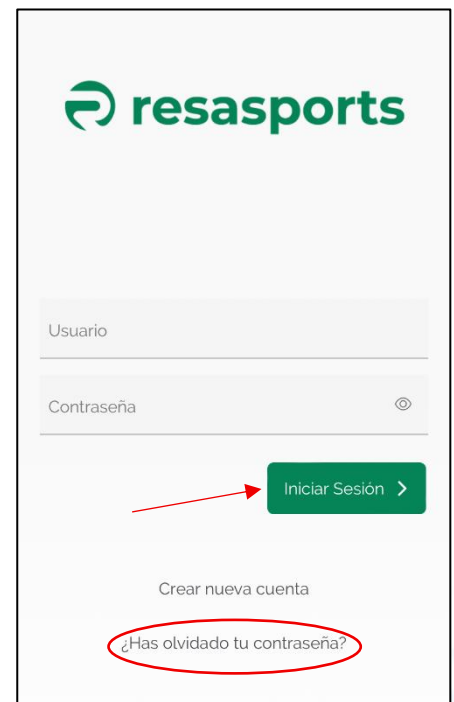 resasports
Usuario
Contraseña
Iniciar Sesión
Crear nueva cuenta
¿Has olvidado tu contraseña?